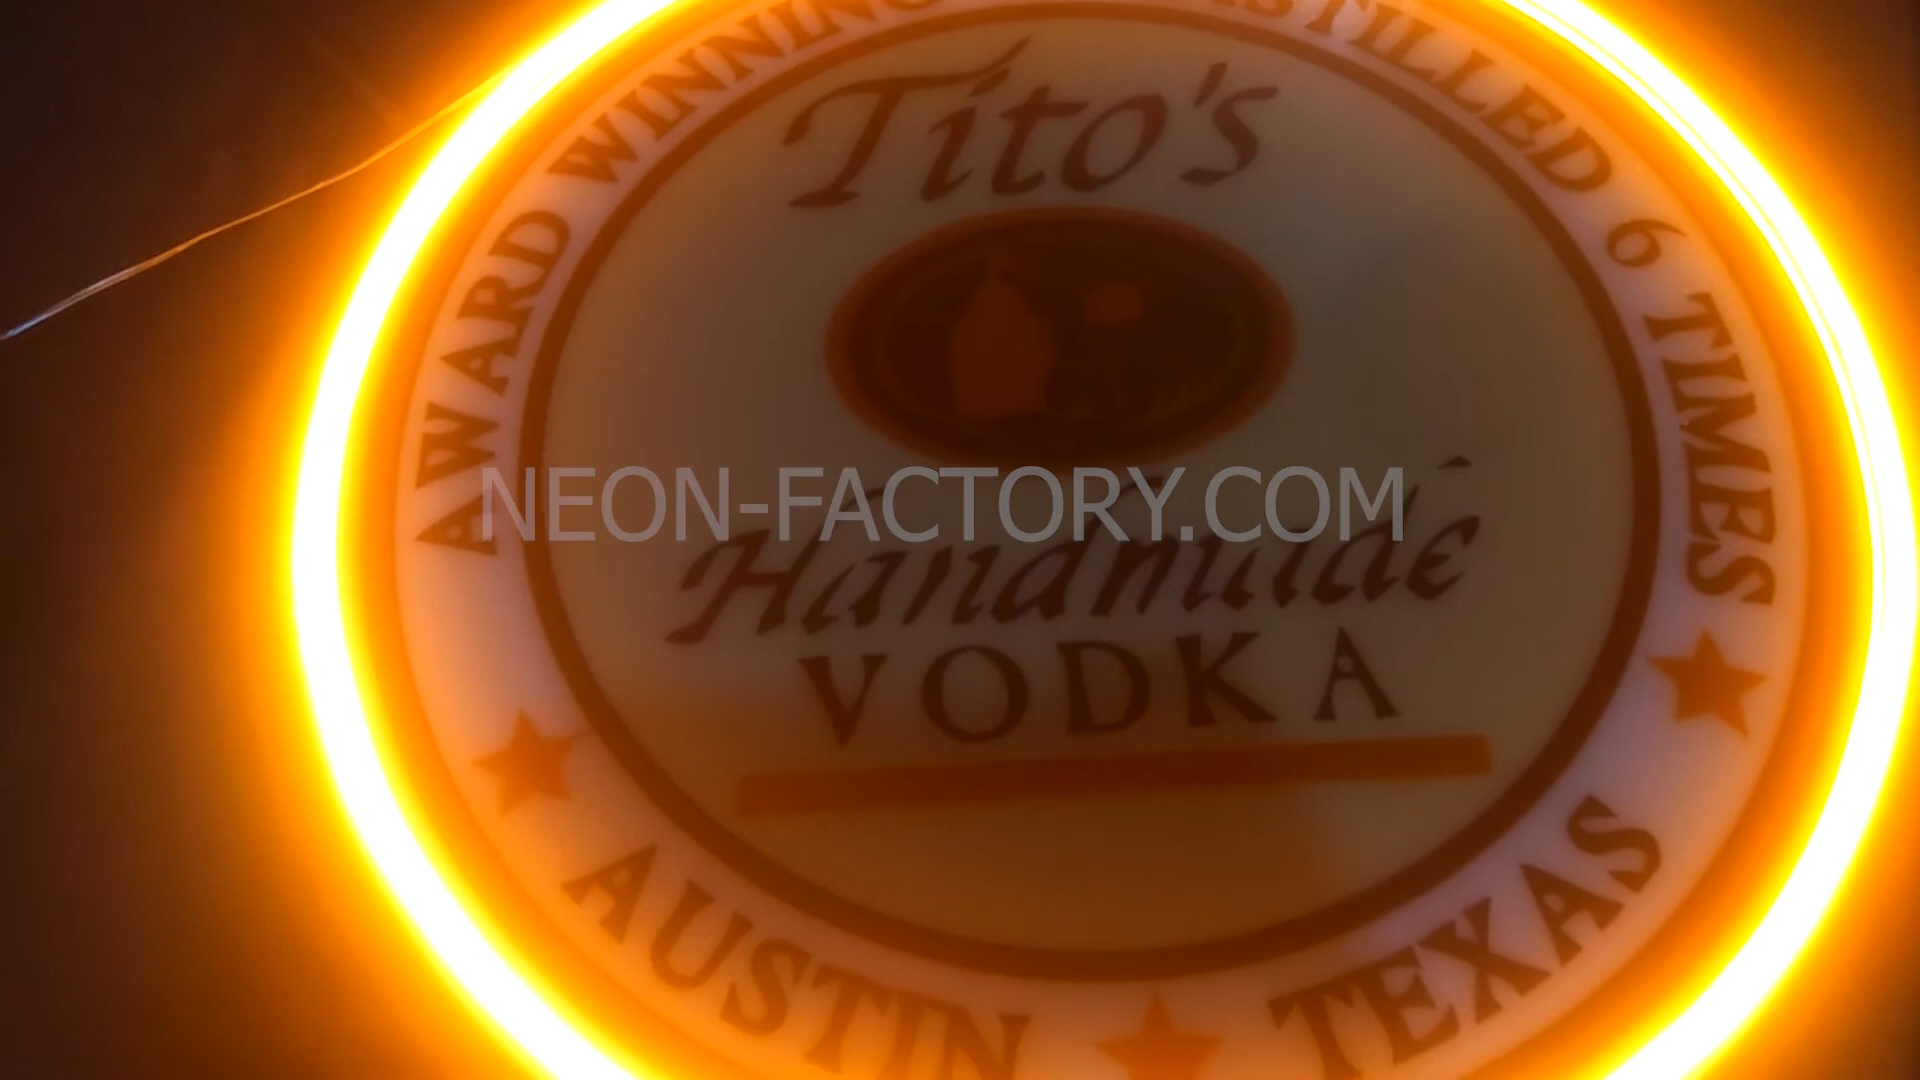 AWARD WINNING
DISTILLED 6 TIMES
Tito's
NEON-FACTORY.COM
Handmade
VODKA
AUSTIN TEXAS